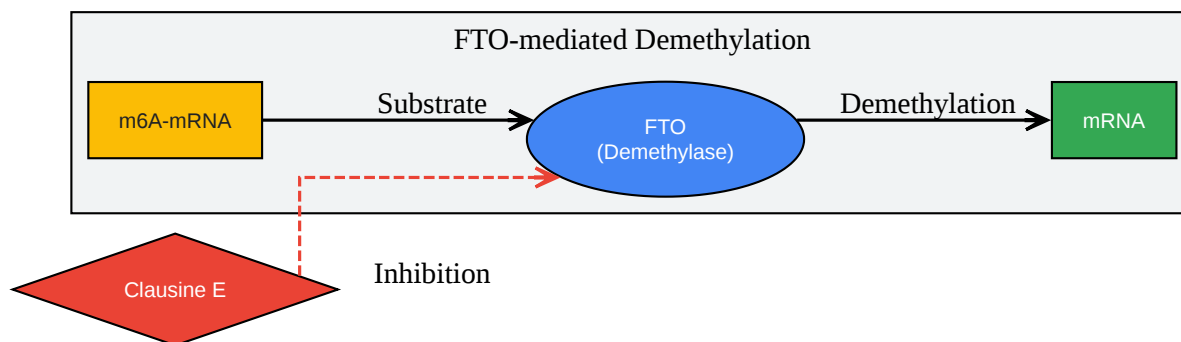 FTO-mediated Demethylation
m6A-mRNA
Substrate
FTO
(Demethylase)
Demethylation
mRNA
Clausine E
Inhibition